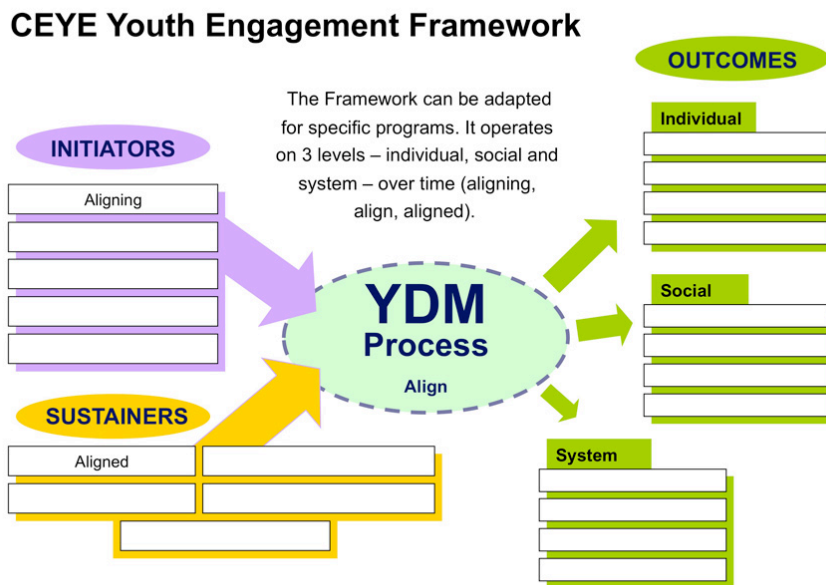 CEYE Youth Engagement Framework
OUTCOMES
The Framework can be adapted
for specific programs. It operates
on 3 levels – individual, social and
system – over time (aligning,
align, aligned).
INITIATORS
Aligning
Individual
Social
YDM
Process
Align
SUSTAINERS
Aligned
System